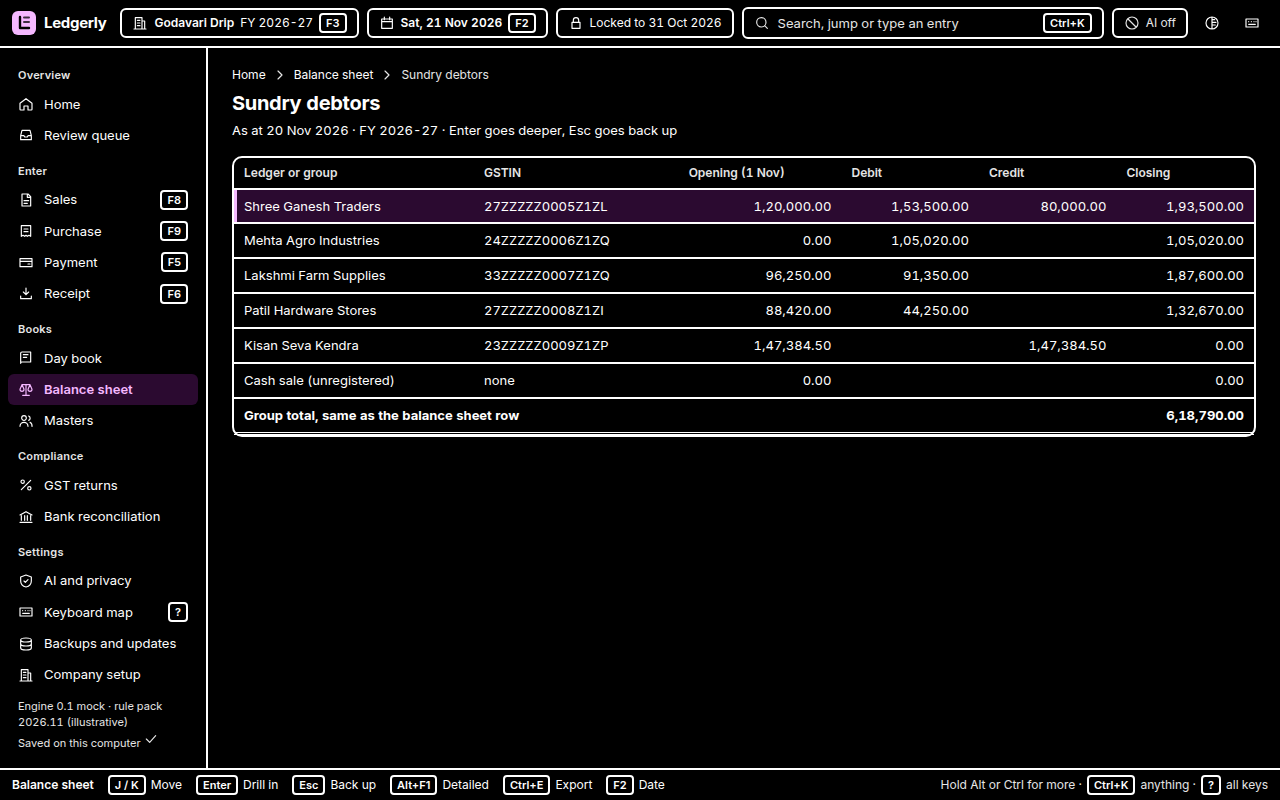 Ledgerly
Godavari Drip FY 2026-27 F3
Sat, 21 Nov 2026 F2
Locked to 31 Oct 2026
Search, jump or type an entry Ctrl+K
AI off
Overview
Home
Review queue
Enter
Sales F8
Purchase F9
Payment F5
Receipt F6
Books
Day book
Balance sheet
Masters
Compliance
GST returns
Bank reconciliation
Settings
AI and privacy
Keyboard map ?
Backups and updates
Company setup
Engine 0.1 mock · rule pack
2026.11 (illustrative)
Saved on this computer
Home Balance sheet Sundry debtors
Sundry debtors
As at 20 Nov 2026 · FY 2026-27 · Enter goes deeper, Esc goes back up
Ledger or group GSTIN Opening (1 Nov) Debit Credit Closing
Shree Ganesh Traders 27ZZZZZ0005Z1ZL 1,20,000.00 1,53,500.00 80,000.00 1,93,500.00
Mehta Agro Industries 24ZZZZZ0006Z1ZQ 0.00 1,05,020.00 1,05,020.00
Lakshmi Farm Supplies 33ZZZZZ0007Z1ZQ 96,250.00 91,350.00 1,87,600.00
Patil Hardware Stores 27ZZZZZ0008Z1ZI 88,420.00 44,250.00 1,32,670.00
Kisan Seva Kendra 23ZZZZZ0009Z1ZP 1,47,384.50 1,47,384.50 0.00
Cash sale (unregistered) none 0.00 0.00
Group total, same as the balance sheet row 6,18,790.00
Balance sheet J / K Move Enter Drill in Esc Back up Alt+F1 Detailed Ctrl+E Export F2 Date
Hold Alt or Ctrl for more · Ctrl+K anything · ? all keys